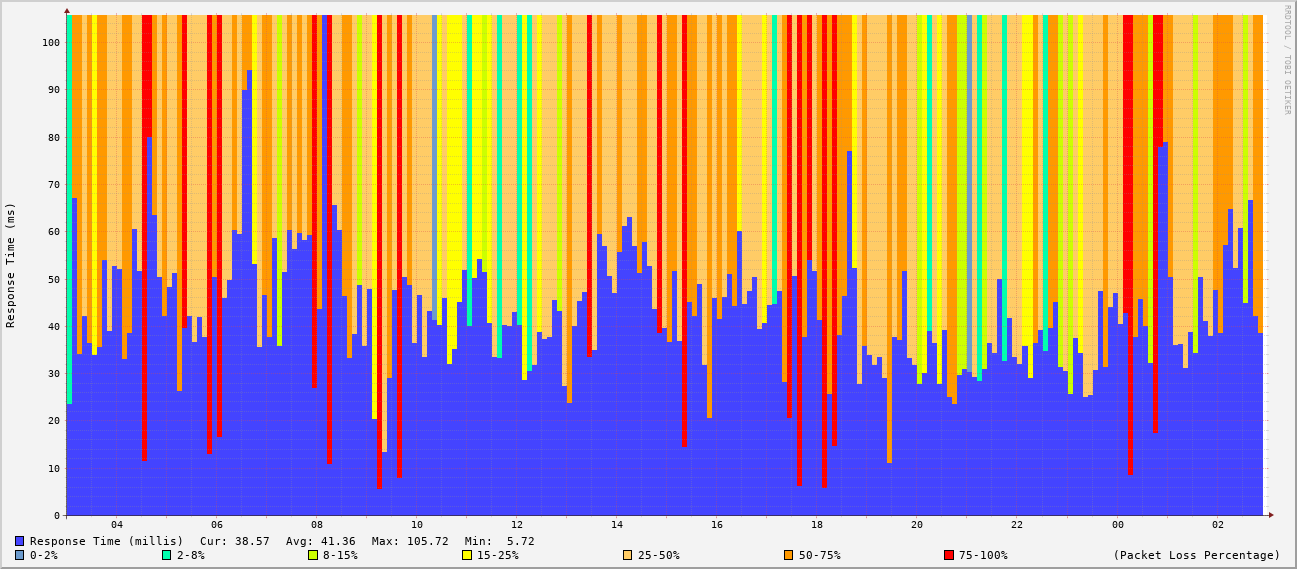 RRDTOOL / TOBI OETIKER
Response Time (ms)
100
90
80
70
60
50
40
30
20
10
0
04 06 08 10 12 14 16 18 20 22 00 02
Response Time (millis) Cur: 38.57 Avg: 41.36 Max: 105.72 Min: 5.72
0-2% 2-8% 8-15% 15-25% 25-50% 50-75% 75-100% (Packet Loss Percentage)